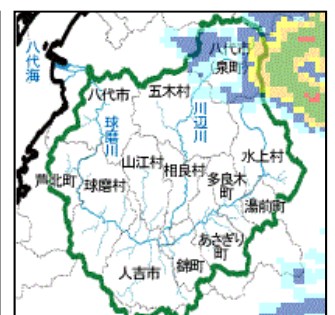 八代海
八代市
泉町
八代市
五木村
川辺川
球磨川
山江村
相良村
水上村
多良木
町
芦北町
球磨村
湯前町
あさぎり
町
錦町
人吉市